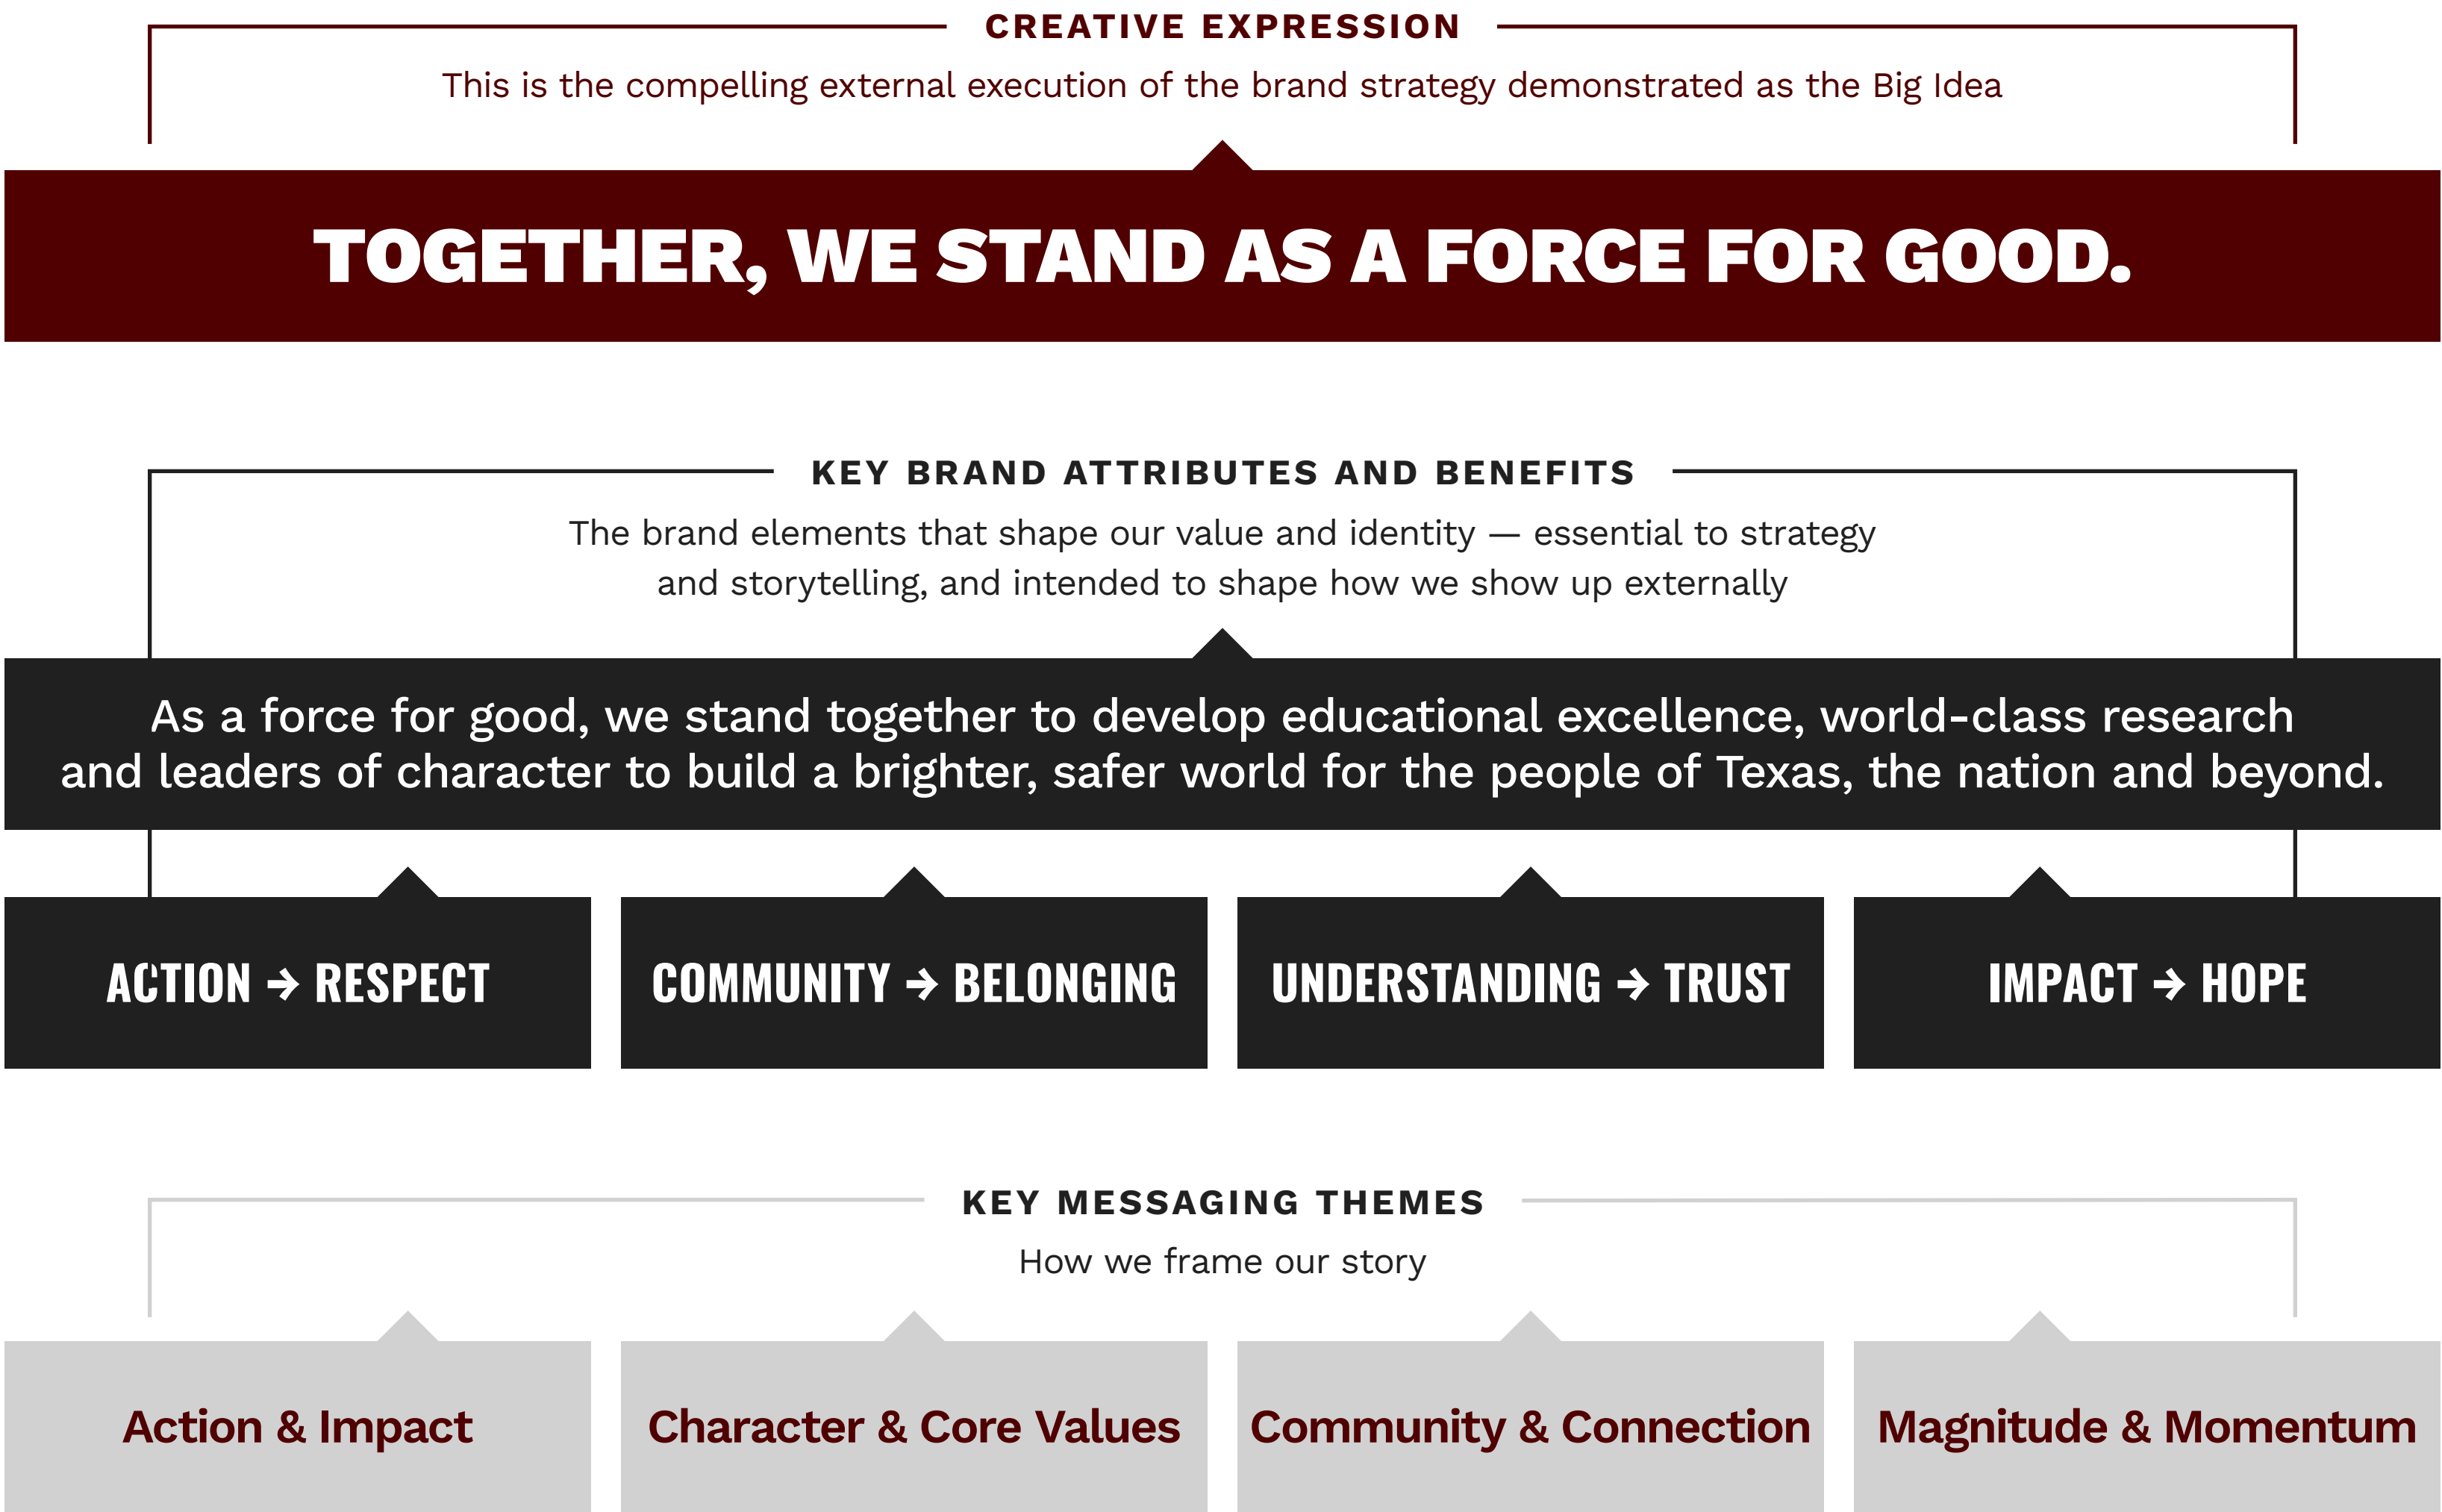 CREATIVE EXPRESSION
This is the compelling external execution of the brand strategy demonstrated as the Big Idea
TOGETHER, WE STAND AS A FORCE FOR GOOD.
KEY BRAND ATTRIBUTES AND BENEFITS
The brand elements that shape our value and identity — essential to strategy
and storytelling, and intended to shape how we show up externally
As a force for good, we stand together to develop educational excellence, world-class research
and leaders of character to build a brighter, safer world for the people of Texas, the nation and beyond.
ACTION → RESPECT
COMMUNITY → BELONGING
UNDERSTANDING → TRUST
IMPACT → HOPE
KEY MESSAGING THEMES
How we frame our story
Action & Impact
Character & Core Values
Community & Connection
Magnitude & Momentum